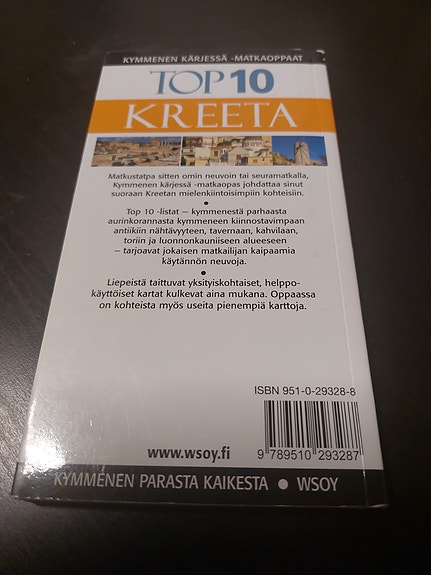 KYMMENEN KÄRJESSÄ -MATKAOPPAAT
TOP 10
KREETA
Matkustatpa sitten omin neuvoin tai seuramatkalla,
Kymmenen kärjessä -matkaopas johdattaa sinut
suoraan Kreetan mielenkiintoisimpiin kohteisiin.
•
Top 10 -listat – kymmenestä parhaasta
aurinkorannasta kymmeneen kiinnostavimpaan
antiikin nähtävyyteen, tavernaan, kahvilaan,
toriin ja luonnonkauniiseen alueeseen
– tarjoavat jokaisen matkailijan kaipaamia
käytännön neuvoja.
•
Liepeistä taittuvat yksityiskohtaiset, helppo-
käyttöiset kartat kulkevat aina mukana. Oppaassa
on kohteista myös useita pienempiä karttoja.
ISBN 951-0-29328-8
www.wsoy.fi
9 789510 293287
KYMMENEN PARASTA KAIKESTA • WSOY